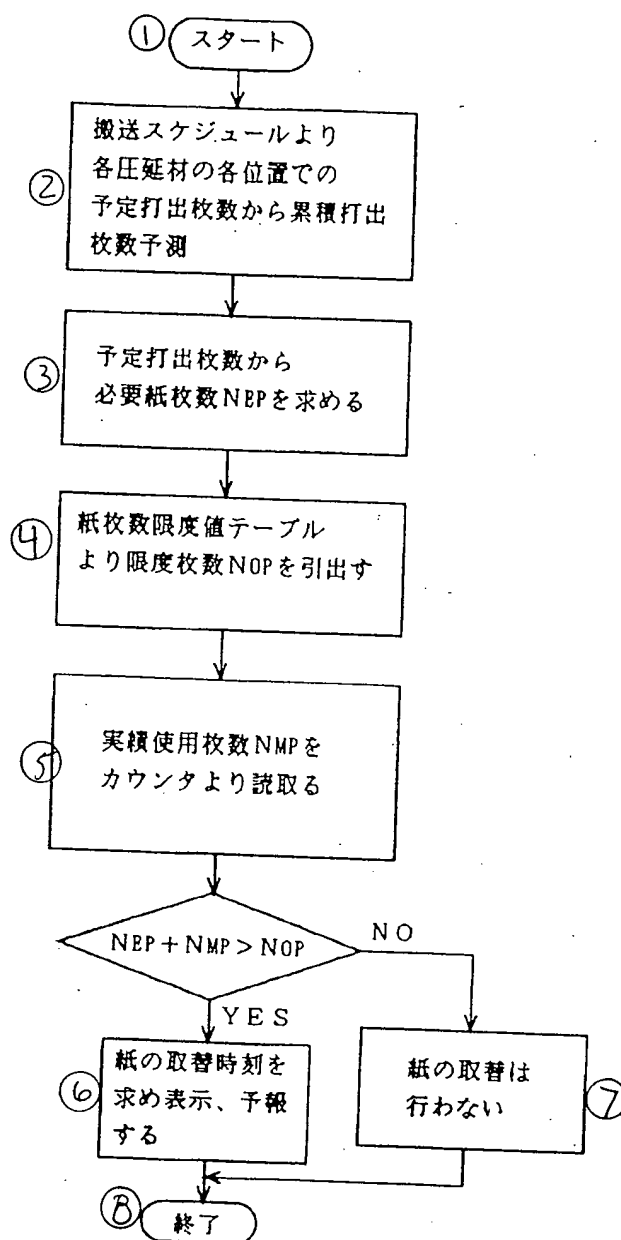 ① スタート
搬送スケジュールより
各圧延材の各位置での
② 予定打出枚数から累積打出
枚数予測
③ 予定打出枚数から
必要紙枚数NEPを求める
④ 紙枚数限度値テーブル
より限度枚数NOPを引出す
⑤ 実績使用枚数NMPを
カウンタより読取る
NEP+NMP>NOP
NO
YES
⑥ 紙の取替時刻を
求め表示、予報
する
紙の取替は
行わない ⑦
⑧ 終了